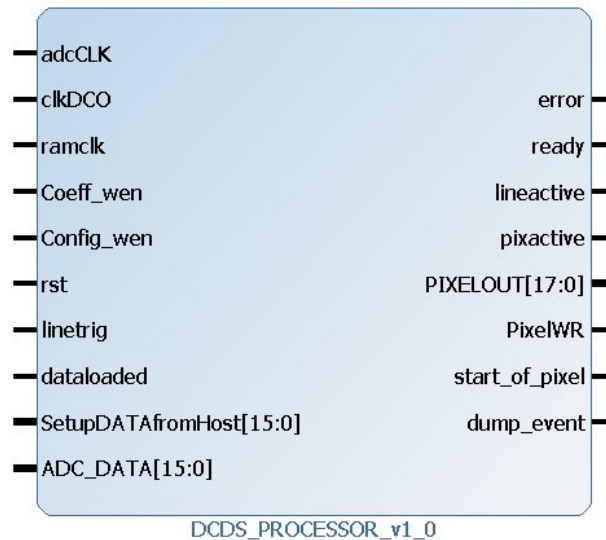 adcCLK
clkDCO
ramclk
Coeff_wen
Config_wen
rst
linetrig
dataloaded
SetupDATAfromHost[15:0]
ADC_DATA[15:0]
error
ready
lineactive
pixactive
PIXELOUT[17:0]
PixelWR
start_of_pixel
dump_event
DCDS_PROCESSOR_v1_0